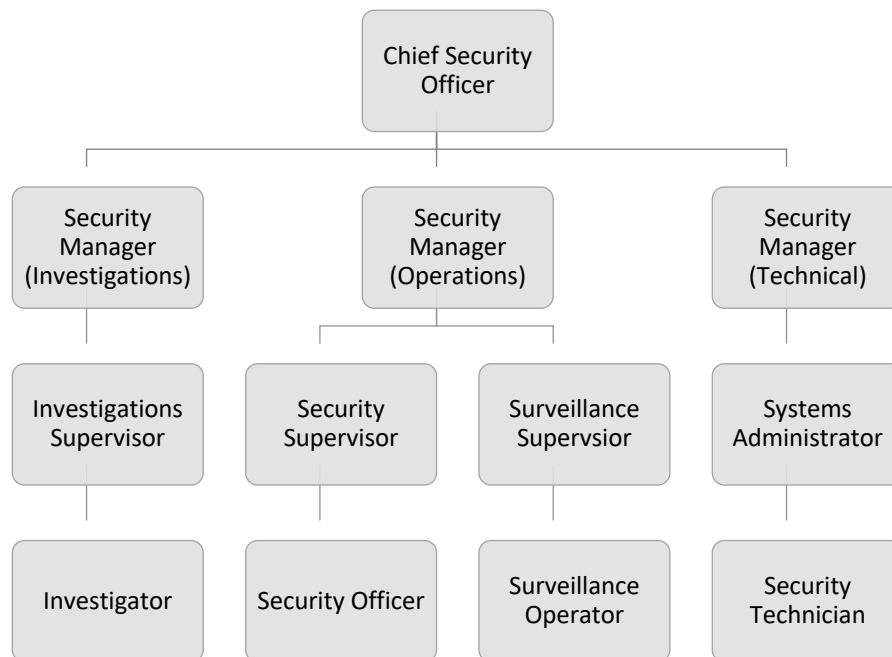 Chief Security
Officer
Security
Manager
(Investigations)
Security
Manager
(Operations)
Security
Manager
(Technical)
Investigations
Supervisor
Security
Supervisor
Surveillance
Supervsior
Systems
Administrator
Investigator
Security Officer
Surveillance
Operator
Security
Technician